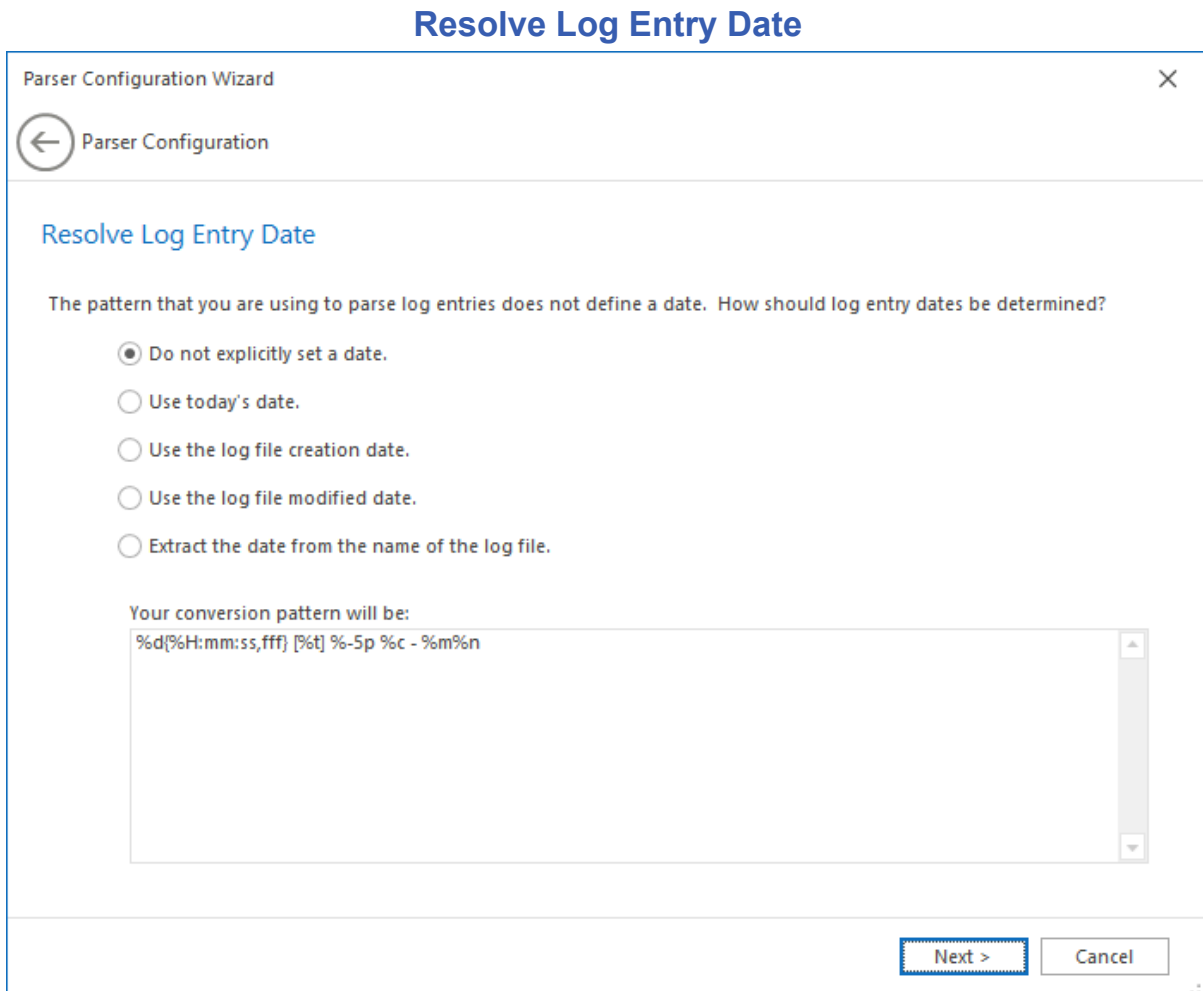 Resolve Log Entry Date
Parser Configuration Wizard
Parser Configuration
Resolve Log Entry Date
The pattern that you are using to parse log entries does not define a date.  How should log entry dates be determined?
Do not explicitly set a date.
Use today's date.
Use the log file creation date.
Use the log file modified date.
Extract the date from the name of the log file.
Your conversion pattern will be:
%d{%H:mm:ss,fff} [%t] %-5p %c - %m%n
Next >
Cancel